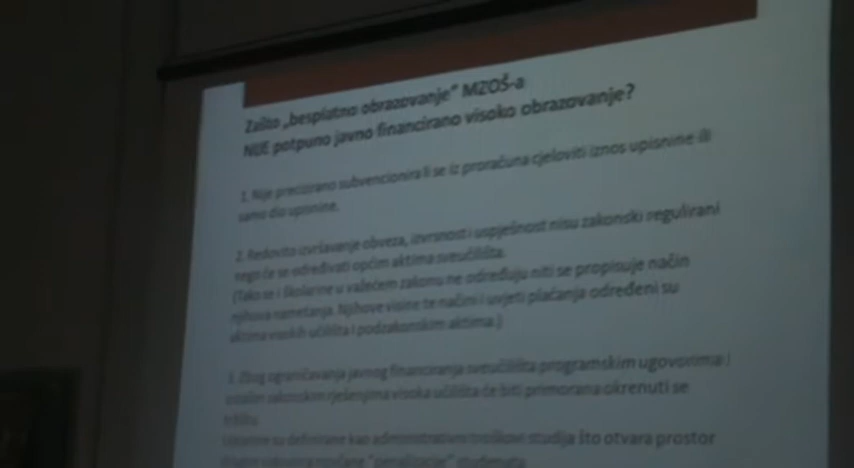 Zašto „besplatno obrazovanje“ MZOŠ-a
NIJE potpuno javno financirano visoko obrazovanje?
1. Nije precizirano subvencionira li se iz proračuna cjeloviti iznos upisnine ili
samo dio upisnine.
2. Redovito izvršavanje obveza, izvrsnost i uspješnost nisu zakonski regulirani
nego će se određivati općim aktima sveučilišta.
(Tako se i školarine u važećem zakonu ne određuju niti se propisuje način
njihova nametanja. Njihove visine te načini i uvjeti plaćanja određeni su
aktima visokih učilišta i podzakonskim aktima.)
3. Zbog ograničavanja javnog financiranja sveučilišta programskim ugovorima i
zakonskim rješenjima visoka učilišta će biti primorana okrenuti se
tržištu.
Upisnine su definirane kao administrativni troškovi studija što otvara prostor
"penalizacije" studenata